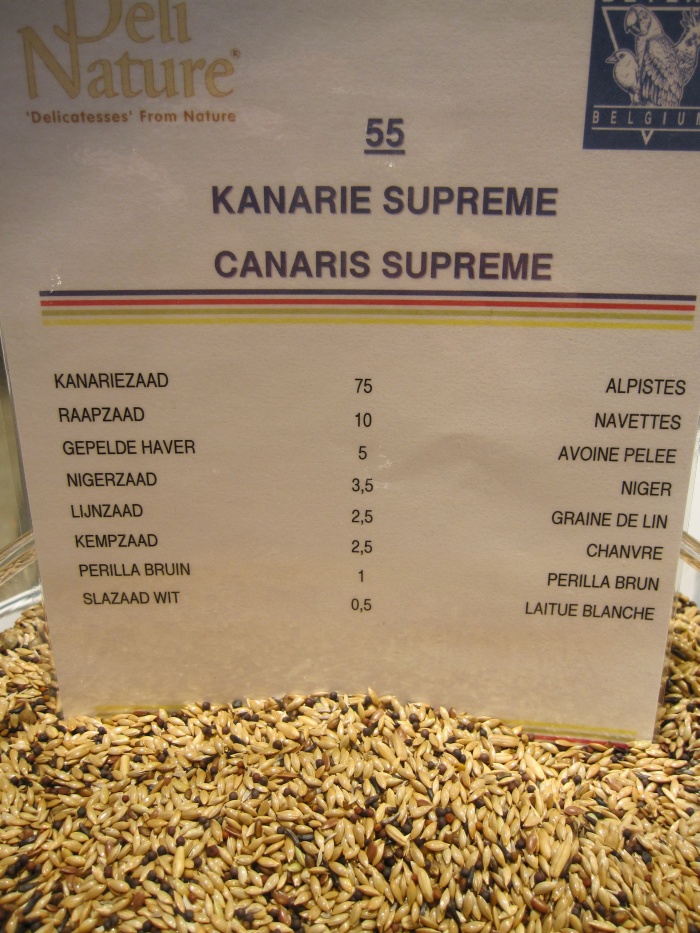 Deli
Nature®
'Delicatesses' From Nature
BELGIUM
55
KANARIE SUPREME
CANARIS SUPREME
KANARIEZAAD 75 ALPISTES
RAAPZAAD 10 NAVETTES
GEPELDE HAVER 5 AVOINE PELEE
NIGERZAAD 3,5 NIGER
LIJNZAAD 2,5 GRAINE DE LIN
KEMPZAAD 2,5 CHANVRE
PERILLA BRUIN 1 PERILLA BRUN
SLAZAAD WIT 0,5 LAITUE BLANCHE